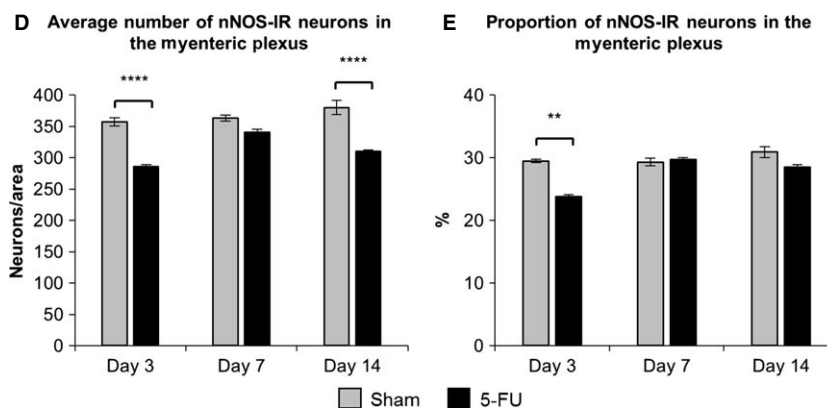 D Average number of nNOS-IR neurons in
the myenteric plexus
Neurons/area
400
350
300
250
200
150
100
50
0
****
****
Day 3
Day 7
Day 14
E Proportion of nNOS-IR neurons in the
myenteric plexus
%
40
30
20
10
0
**
Day 3
Day 7
Day 14
Sham
5-FU